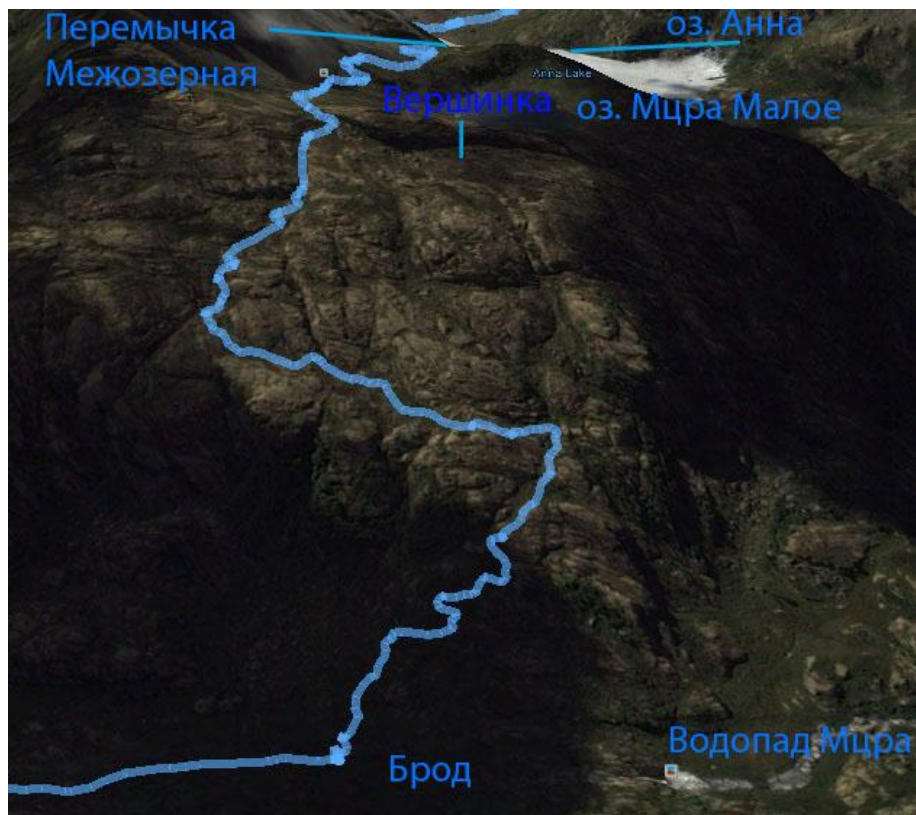 Перемычка
Межозерная
оз. Анна
Anna Lake
Вершинка
оз. Мцра Малое
Водопад Мцра
Брод